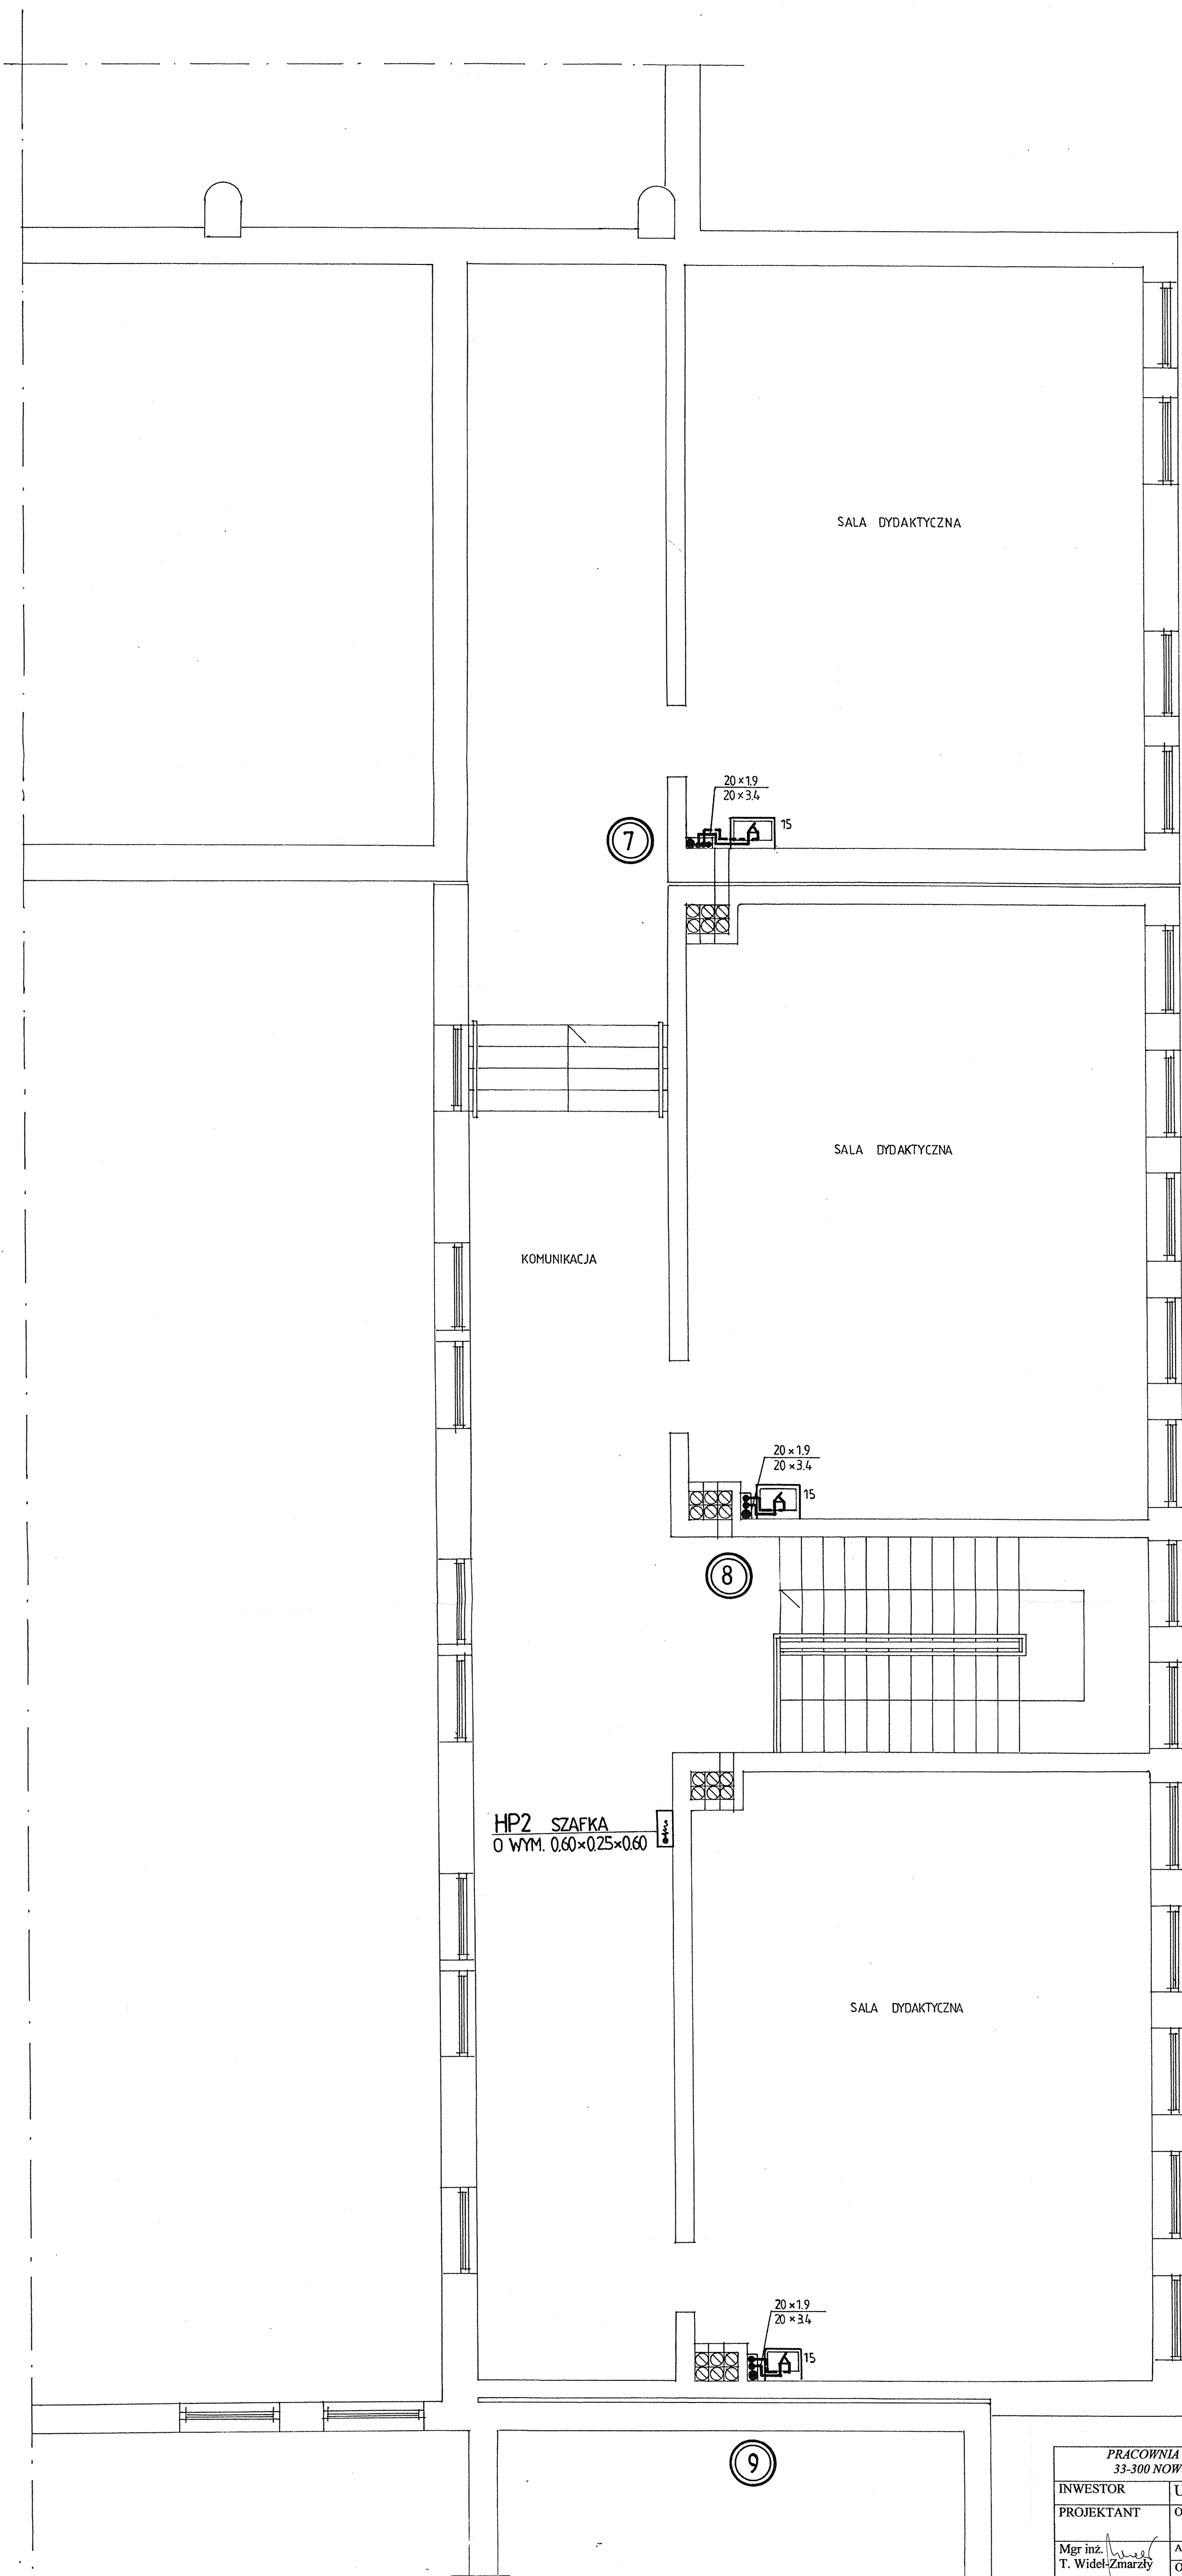 SALA DYDAKTYCZNA
20×1.9
20×3.4
15
7
SALA DYDAKTYCZNA
KOMUNIKACJA
20×1.9
20×3.4
15
8
HP2 SZAFKA
O WYM. 0,60×0,25×0,60
SALA DYDAKTYCZNA
20×1.9
20×3.4
15
9
PRACOWNIA
33-300 NOW
INWESTOR U
PROJEKTANT O
Mgr inż. A
T. Wideł-Zmarzły O